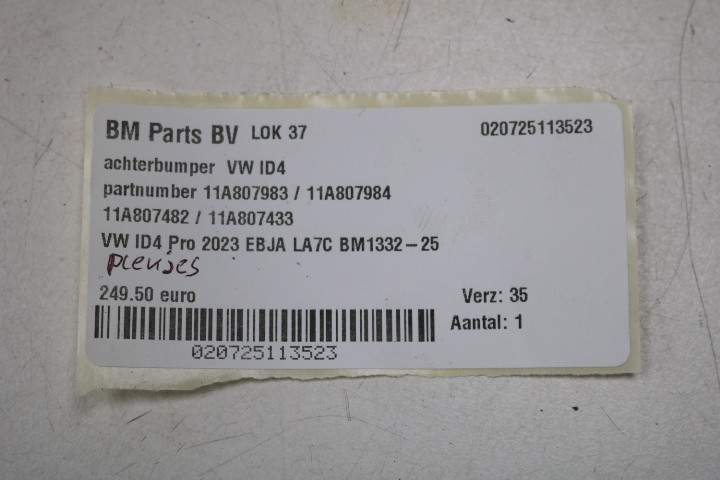 BM Parts BV LOK 37 020725113523
achterbumper VW ID4
partnumber 11A807983 / 11A807984
11A807482 / 11A807433
VW ID4 Pro 2023 EBJA LA7C BM1332-25
plekjes
249.50 euro Verz: 35
Aantal: 1
020725113523